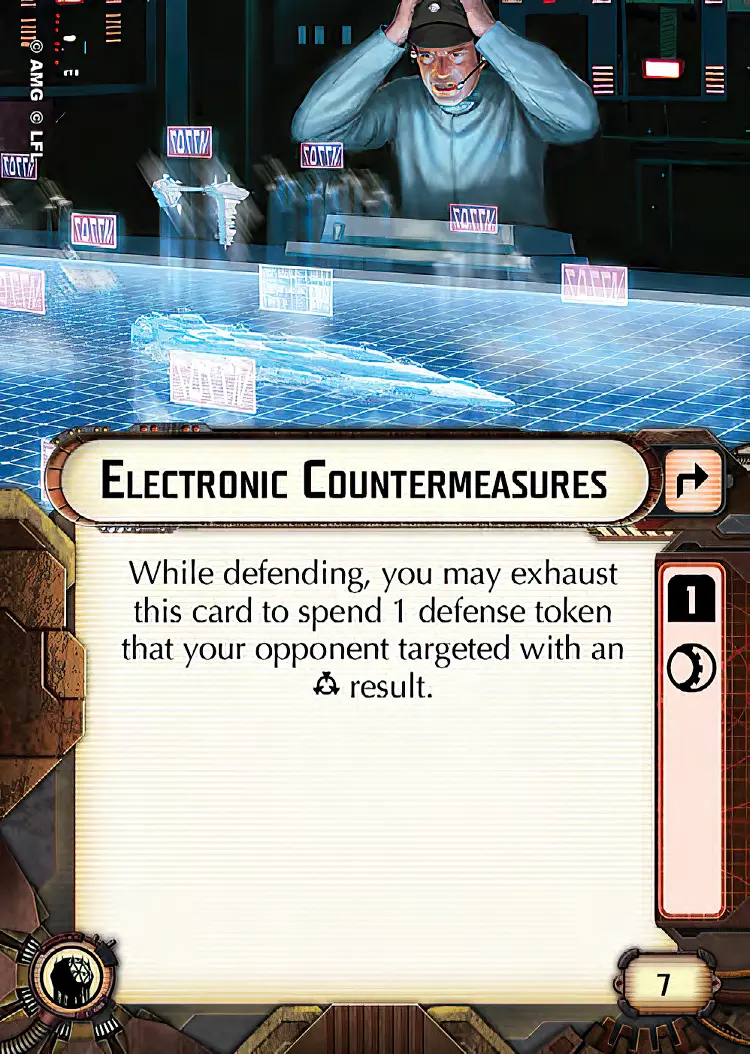 © AMG © LFL
ELECTRONIC COUNTERMEASURES
While defending, you may exhaust
this card to spend 1 defense token
that your opponent targeted with an
result.
1
7